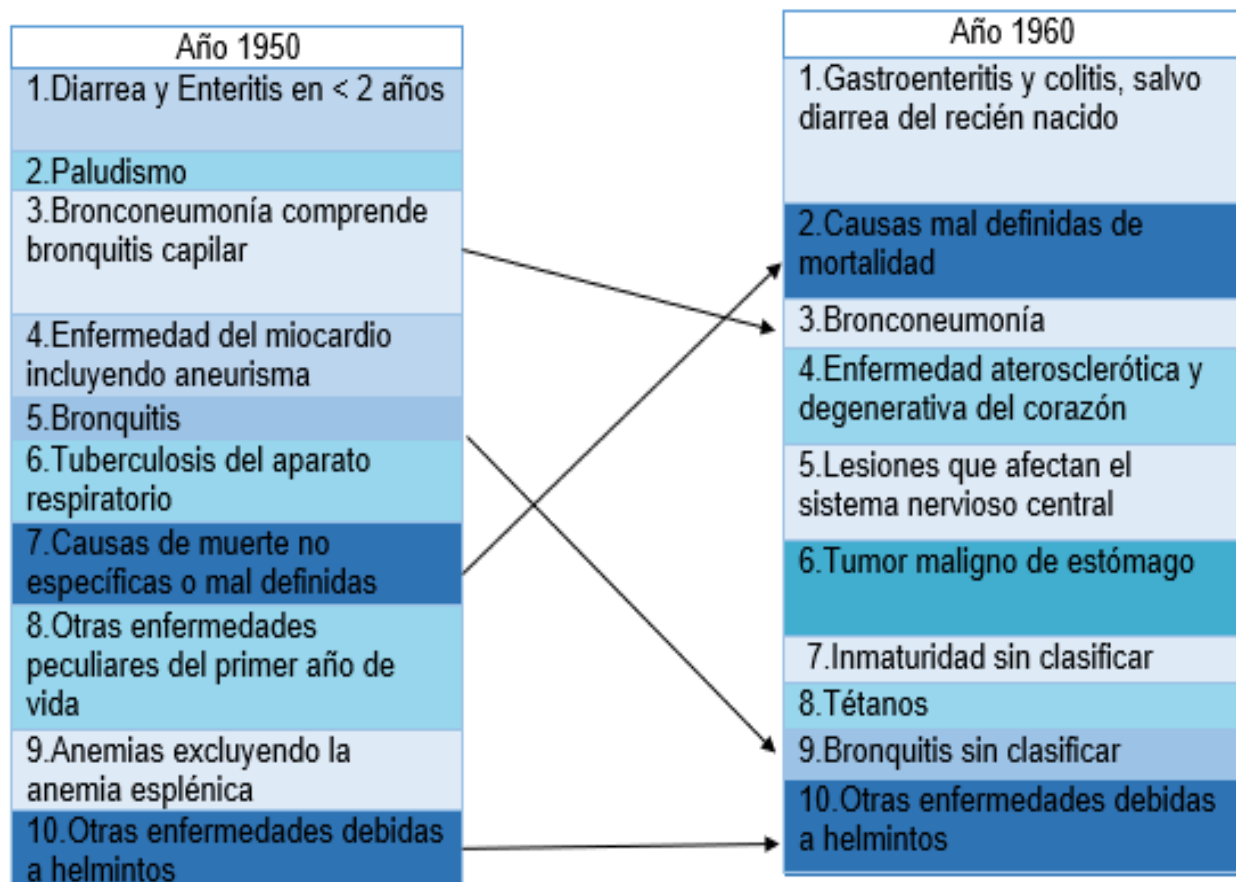 Año 1950
1.Diarrea y Enteritis en < 2 años
2.Paludismo
3.Bronconeumonía comprende
bronquitis capilar
4.Enfermedad del miocardio
incluyendo aneurisma
5.Bronquitis
6.Tuberculosis del aparato
respiratorio
7.Causas de muerte no
específicas o mal definidas
8.Otras enfermedades
peculiares del primer año de
vida
9.Anemias excluyendo la
anemia esplénica
10.Otras enfermedades debidas
a helmintos
Año 1960
1.Gastroenteritis y colitis, salvo
diarrea del recién nacido
2.Causas mal definidas de
mortalidad
3.Bronconeumonía
4.Enfermedad aterosclerótica y
degenerativa del corazón
5.Lesiones que afectan el
sistema nervioso central
6.Tumor maligno de estómago
7.Inmaturidad sin clasificar
8.Tétanos
9.Bronquitis sin clasificar
10.Otras enfermedades debidas
a helmintos